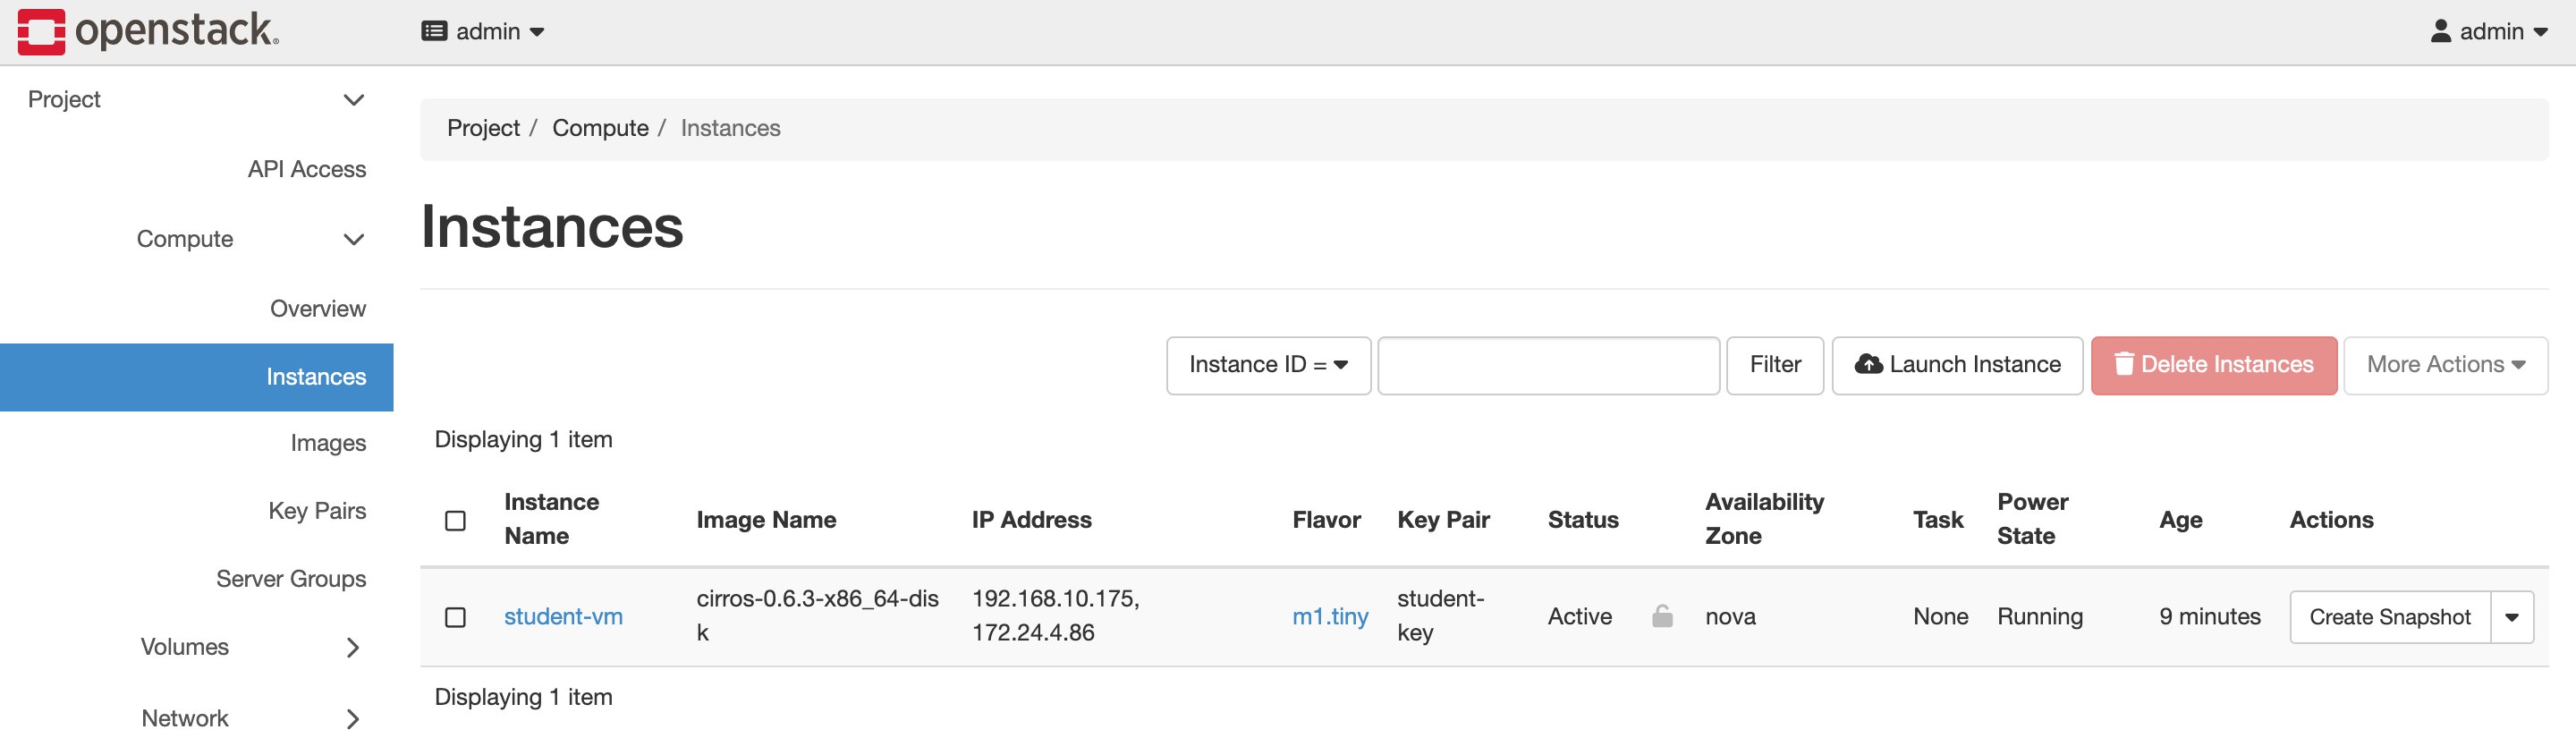 openstack.
admin
admin
Project
API Access
Compute
Overview
Instances
Images
Key Pairs
Server Groups
Volumes
Network
Project / Compute / Instances
Instances
Instance ID =
Filter
Launch Instance
Delete Instances
More Actions
Displaying 1 item
Instance
Name
Image Name
IP Address
Flavor
Key Pair
Status
Availability
Zone
Task
Power
State
Age
Actions
student-vm
cirros-0.6.3-x86_64-dis
k
192.168.10.175,
172.24.4.86
m1.tiny
student-
key
Active
nova
None
Running
9 minutes
Create Snapshot
Displaying 1 item